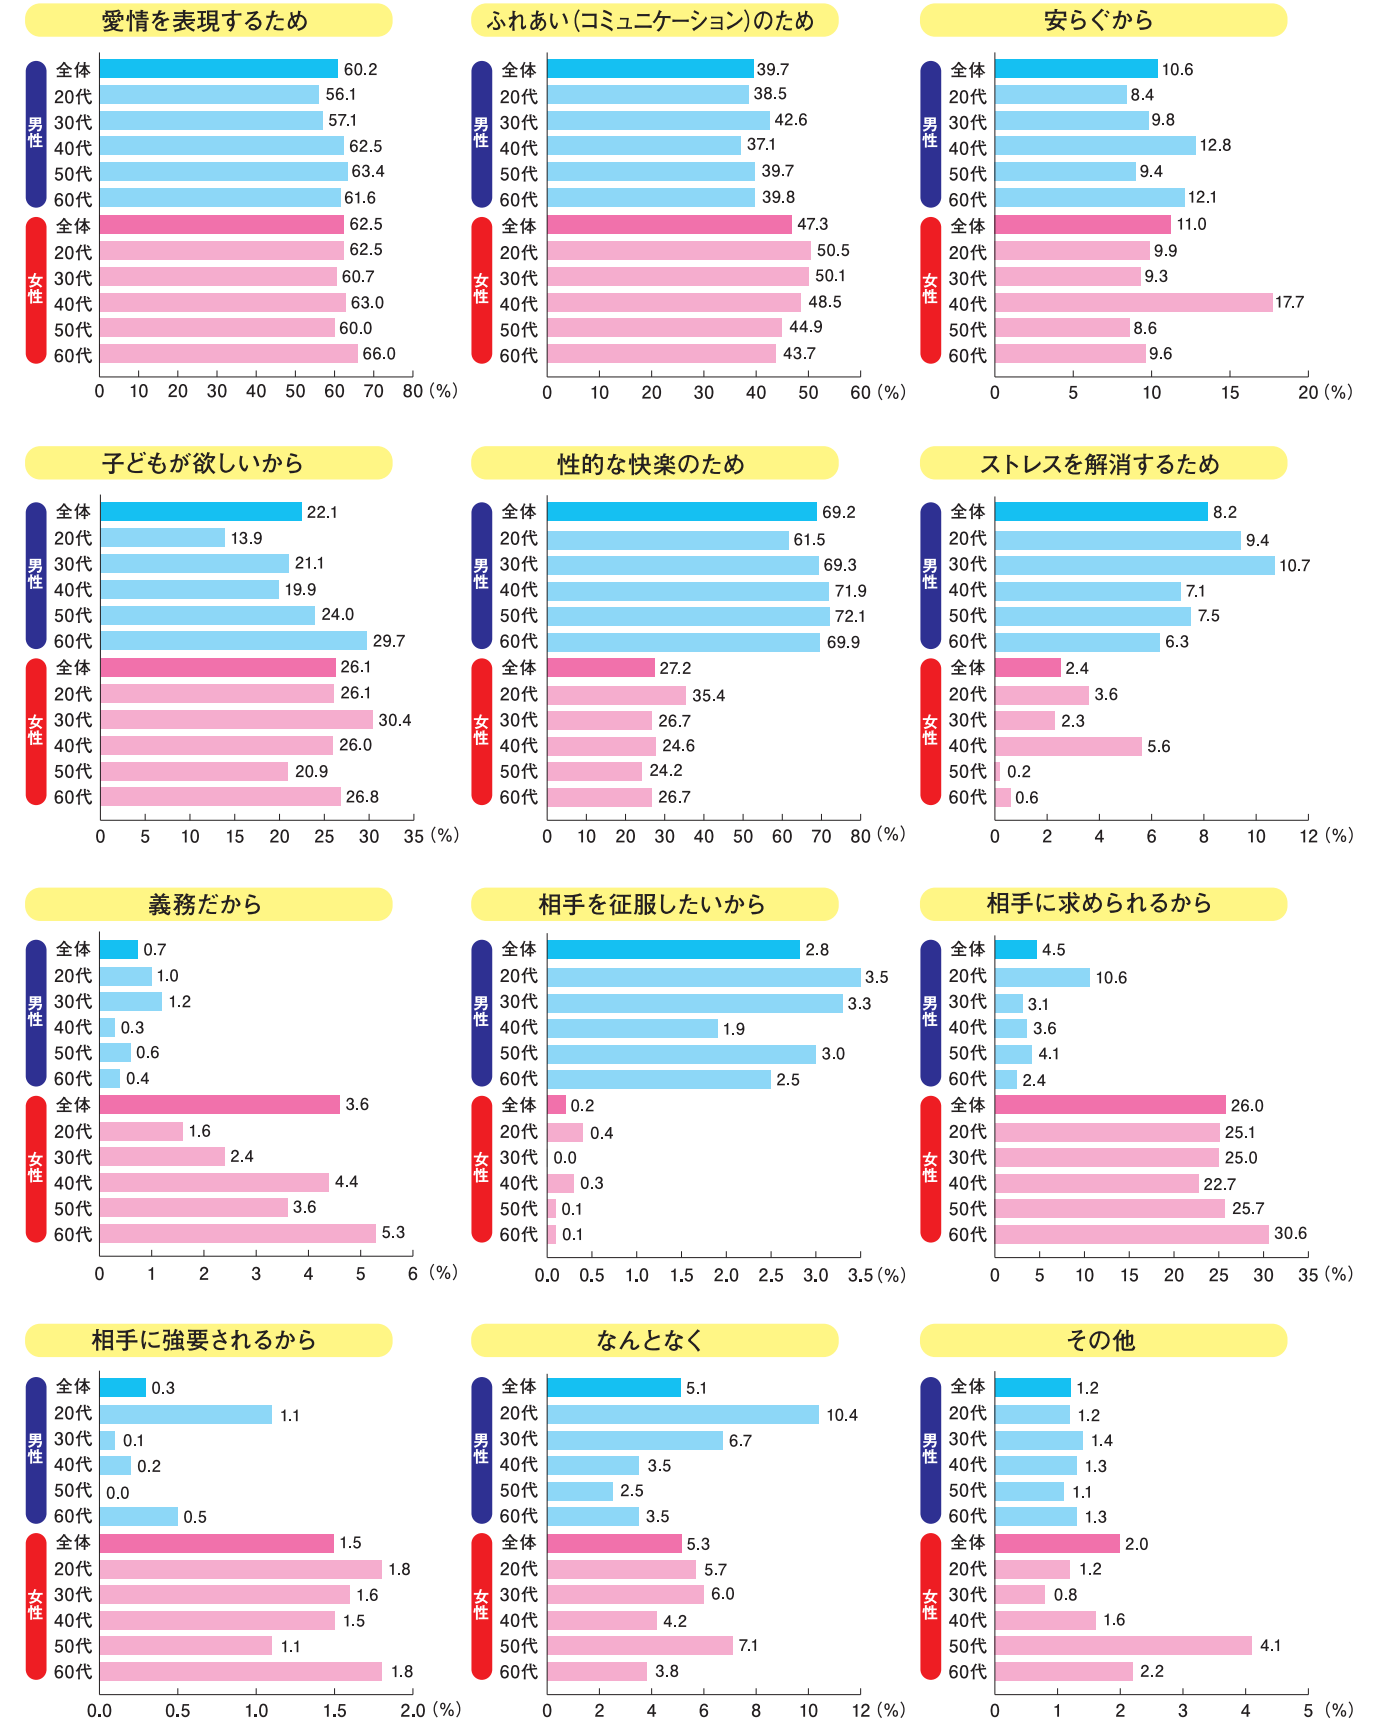 愛情を表現するため
男性
全体 60.2
20代 56.1
30代 57.1
40代 62.5
50代 63.4
60代 61.6
女性
全体 62.5
20代 62.5
30代 60.7
40代 63.0
50代 60.0
60代 66.0
0 10 20 30 40 50 60 70 80 (%)
ふれあい(コミュニケーション)のため
男性
全体 39.7
20代 38.5
30代 42.6
40代 37.1
50代 39.7
60代 39.8
女性
全体 47.3
20代 50.5
30代 50.1
40代 48.5
50代 44.9
60代 43.7
0 10 20 30 40 50 60 (%)
安らぐから
男性
全体 10.6
20代 8.4
30代 9.8
40代 12.8
50代 9.4
60代 12.1
女性
全体 11.0
20代 9.9
30代 9.3
40代 17.7
50代 8.6
60代 9.6
0 5 10 15 20 (%)
子どもが欲しいから
男性
全体 22.1
20代 13.9
30代 21.1
40代 19.9
50代 24.0
60代 29.7
女性
全体 26.1
20代 26.1
30代 30.4
40代 26.0
50代 20.9
60代 26.8
0 5 10 15 20 25 30 35 (%)
性的な快楽のため
男性
全体 69.2
20代 61.5
30代 69.3
40代 71.9
50代 72.1
60代 69.9
女性
全体 27.2
20代 35.4
30代 26.7
40代 24.6
50代 24.2
60代 26.7
0 10 20 30 40 50 60 70 80 (%)
ストレスを解消するため
男性
全体 8.2
20代 9.4
30代 10.7
40代 7.1
50代 7.5
60代 6.3
女性
全体 2.4
20代 3.6
30代 2.3
40代 5.6
50代 0.2
60代 0.6
0 2 4 6 8 10 12 (%)
義務だから
男性
全体 0.7
20代 1.0
30代 1.2
40代 0.3
50代 0.6
60代 0.4
女性
全体 3.6
20代 1.6
30代 2.4
40代 4.4
50代 3.6
60代 5.3
0 1 2 3 4 5 6 (%)
相手を征服したいから
男性
全体 2.8
20代 3.5
30代 3.3
40代 1.9
50代 3.0
60代 2.5
女性
全体 0.2
20代 0.4
30代 0.0
40代 0.3
50代 0.1
60代 0.1
0.0 0.5 1.0 1.5 2.0 2.5 3.0 3.5 (%)
相手に求められるから
男性
全体 4.5
20代 10.6
30代 3.1
40代 3.6
50代 4.1
60代 2.4
女性
全体 26.0
20代 25.1
30代 25.0
40代 22.7
50代 25.7
60代 30.6
0 5 10 15 20 25 30 35 (%)
相手に強要されるから
男性
全体 0.3
20代 1.1
30代 0.1
40代 0.2
50代 0.0
60代 0.5
女性
全体 1.5
20代 1.8
30代 1.6
40代 1.5
50代 1.1
60代 1.8
0.0 0.5 1.0 1.5 2.0 (%)
なんとなく
男性
全体 5.1
20代 10.4
30代 6.7
40代 3.5
50代 2.5
60代 3.5
女性
全体 5.3
20代 5.7
30代 6.0
40代 4.2
50代 7.1
60代 3.8
0 2 4 6 8 10 12 (%)
その他
男性
全体 1.2
20代 1.2
30代 1.4
40代 1.3
50代 1.1
60代 1.3
女性
全体 2.0
20代 1.2
30代 0.8
40代 1.6
50代 4.1
60代 2.2
0 1 2 3 4 5 (%)